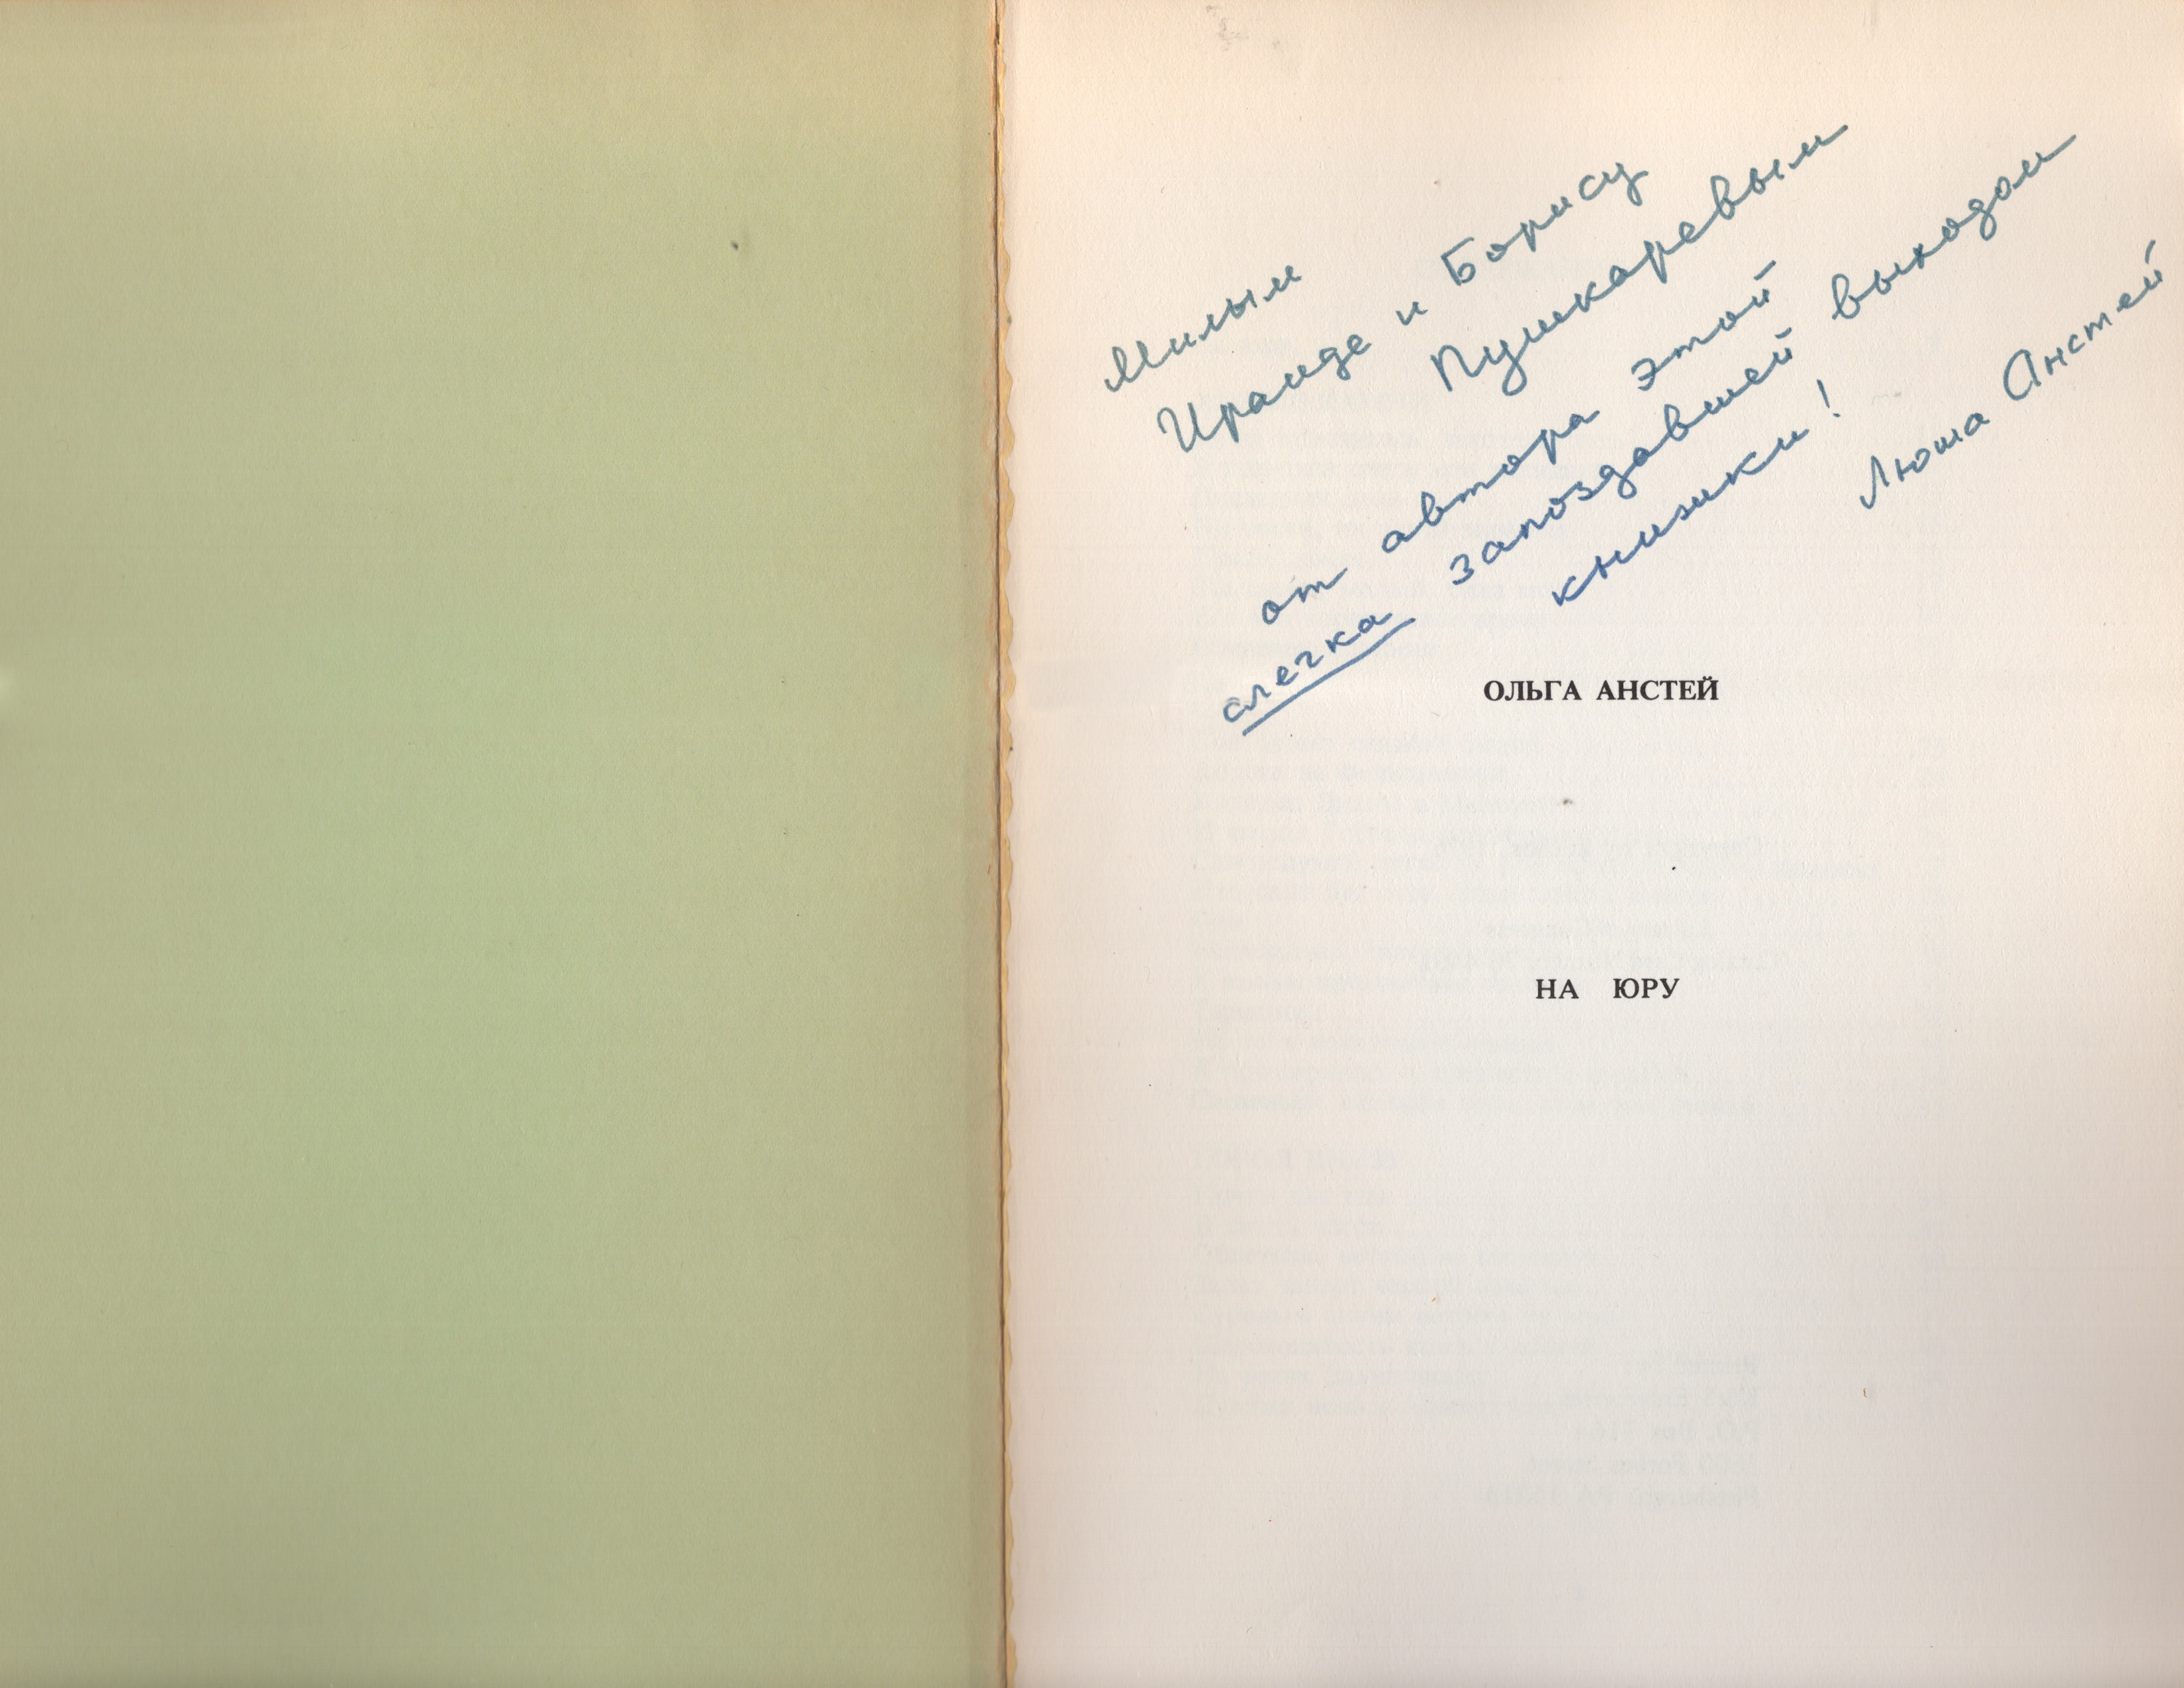 Милым
Ираиде и Борису
Пушкаревым
от автора этой
слегка запоздавшей выходом
книжки!
Люша Анстей
ОЛЬГА АНСТЕЙ
НА ЮРУ